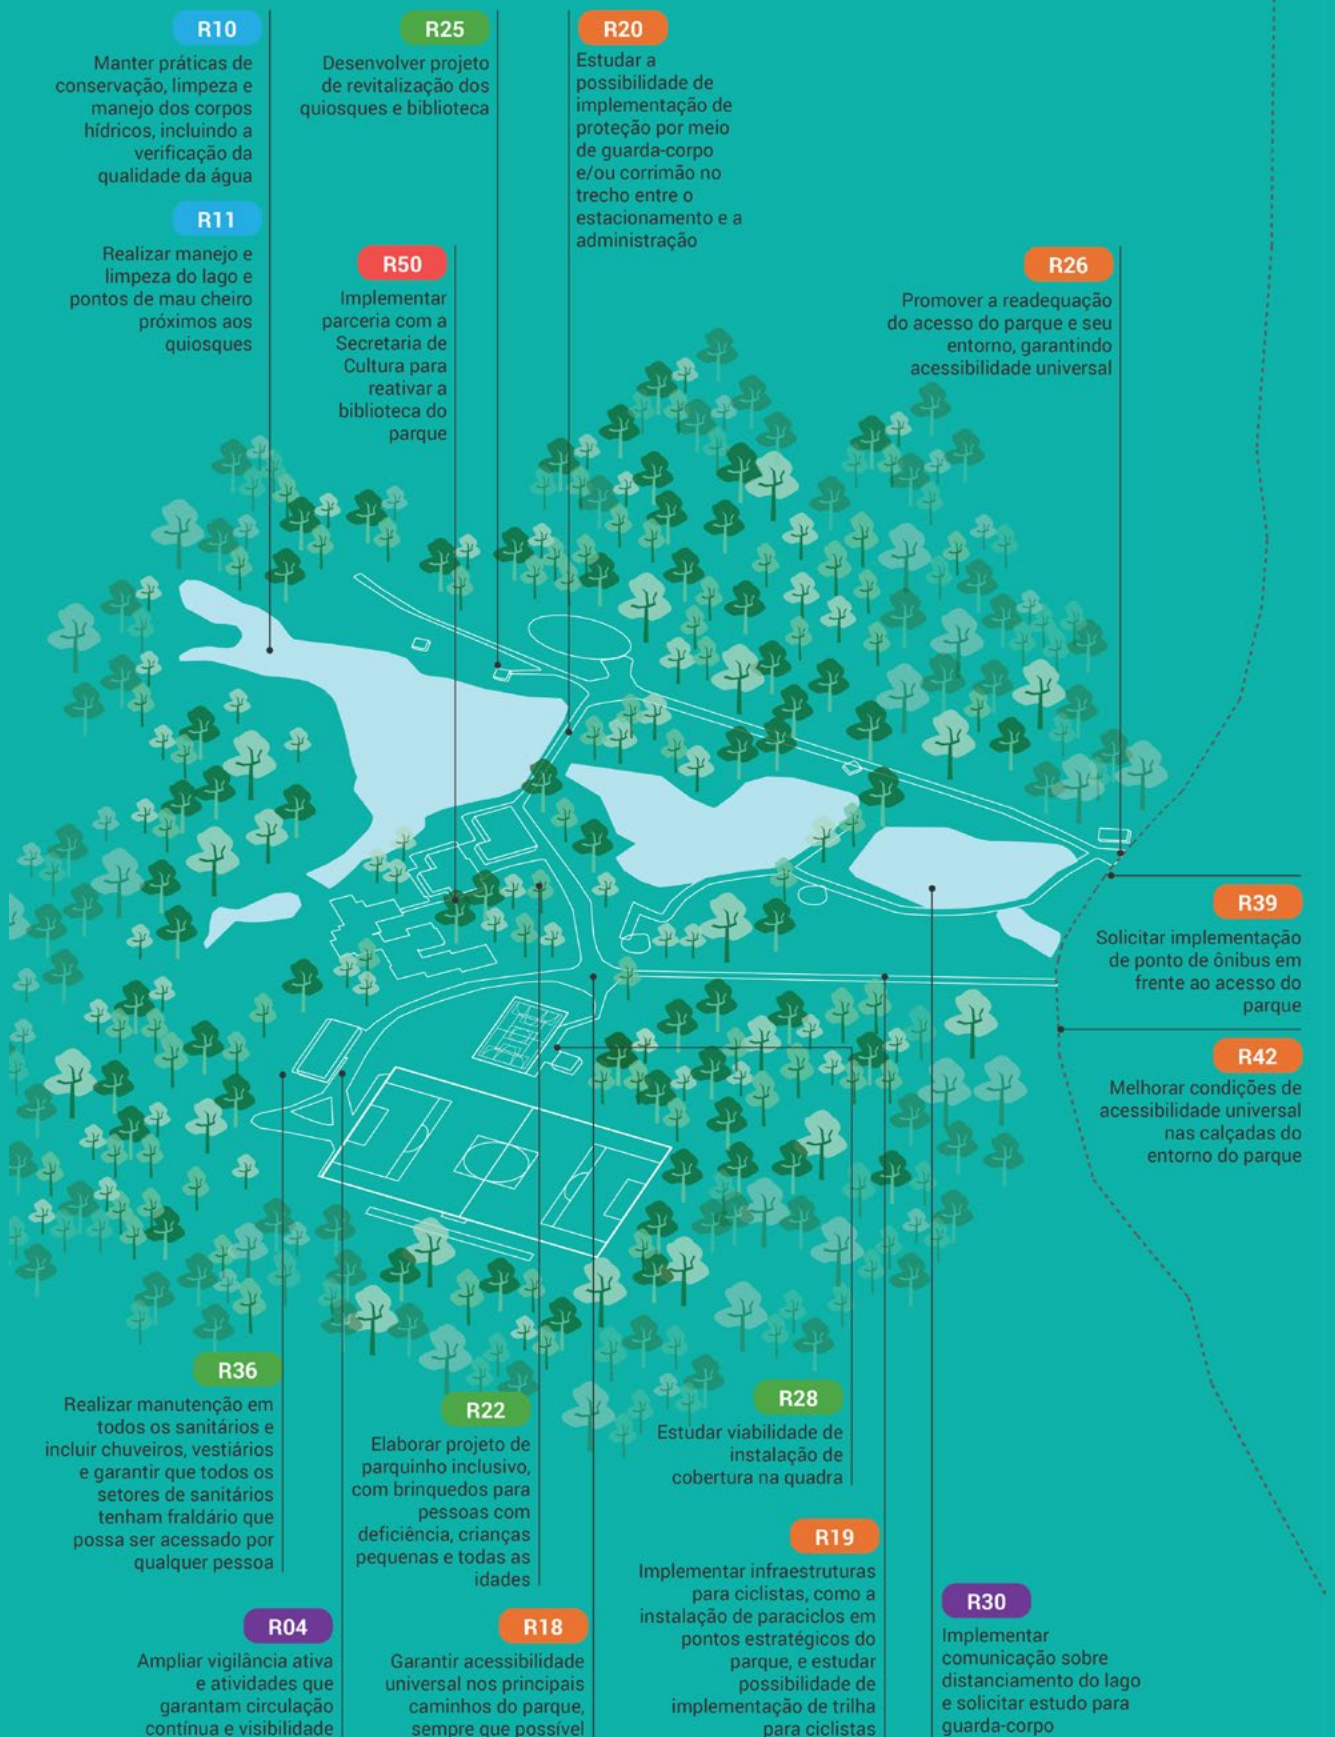 R10
Manter práticas de
conservação, limpeza e
manejo dos corpos
hídricos, incluindo a
verificação da
qualidade da água
R11
Realizar manejo e
limpeza do lago e
pontos de mau cheiro
próximos aos
quiosques
R25
Desenvolver projeto
de revitalização dos
quiosques e biblioteca
R50
Implementar
parceria com a
Secretaria de
Cultura para
reativar a
biblioteca do
parque
R20
Estudar a
possibilidade de
implementação de
proteção por meio
de guarda-corpo
e/ou corrimão no
trecho entre o
estacionamento e a
administração
R26
Promover a readequação
do acesso do parque e seu
entorno, garantindo
acessibilidade universal
R39
Solicitar implementação
de ponto de ônibus em
frente ao acesso do
parque
R42
Melhorar condições de
acessibilidade universal
nas calçadas do
entorno do parque
R36
Realizar manutenção em
todos os sanitários e
incluir chuveiros, vestiários
e garantir que todos os
setores de sanitários
tenham fraldário que
possa ser acessado por
qualquer pessoa
R04
Ampliar vigilância ativa
e atividades que
garantam circulação
contínua e visibilidade
R22
Elaborar projeto de
parquinho inclusivo,
com brinquedos para
pessoas com
deficiência, crianças
pequenas e todas as
idades
R18
Garantir acessibilidade
universal nos principais
caminhos do parque,
sempre que possível
R28
Estudar viabilidade de
instalação de
cobertura na quadra
R19
Implementar infraestruturas
para ciclistas, como a
instalação de paraciclos em
pontos estratégicos do
parque, e estudar
possibilidade de
implementação de trilha
para ciclistas
R30
Implementar
comunicação sobre
distanciamento do lago
e solicitar estudo para
guarda-corpo